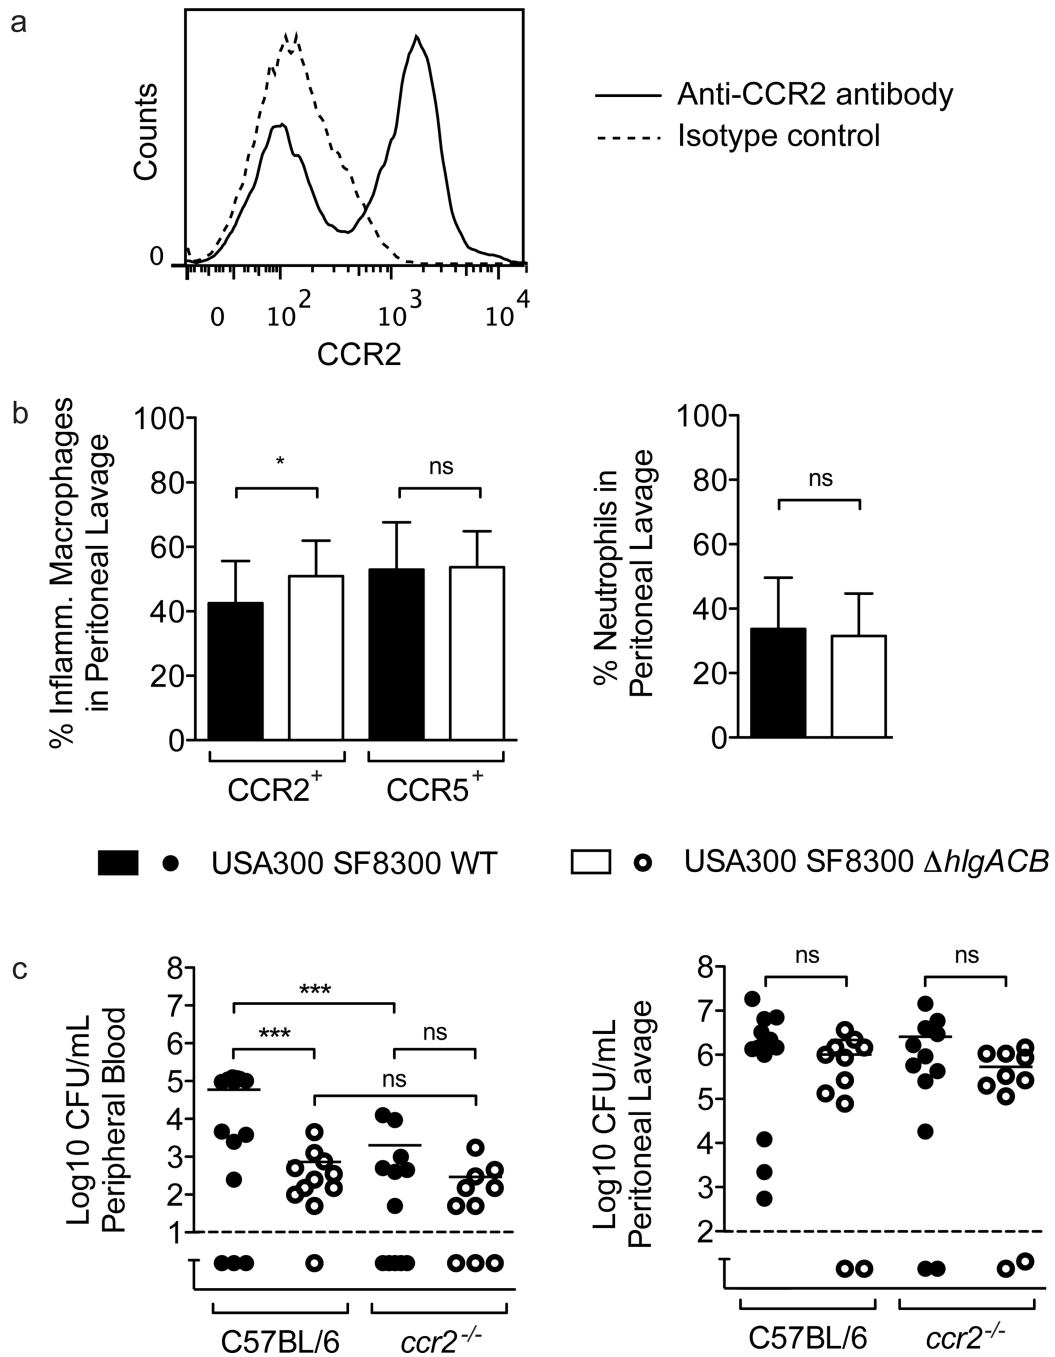 a
Counts
0
0 10^2 10^3 10^4
CCR2
Anti-CCR2 antibody
Isotype control
b
% Inflamm. Macrophages
in Peritoneal Lavage
100
80
60
40
20
0
*
ns
CCR2^+ CCR5^+
% Neutrophils in
Peritoneal Lavage
100
80
60
40
20
0
ns
USA300 SF8300 WT
USA300 SF8300 ΔhlgACB
c
Log10 CFU/mL
Peripheral Blood
8
7
6
5
4
3
2
1
***
***
ns
ns
C57BL/6 ccr2^-/-
Log10 CFU/mL
Peritoneal Lavage
8
7
6
5
4
3
2
ns
ns
C57BL/6 ccr2^-/-